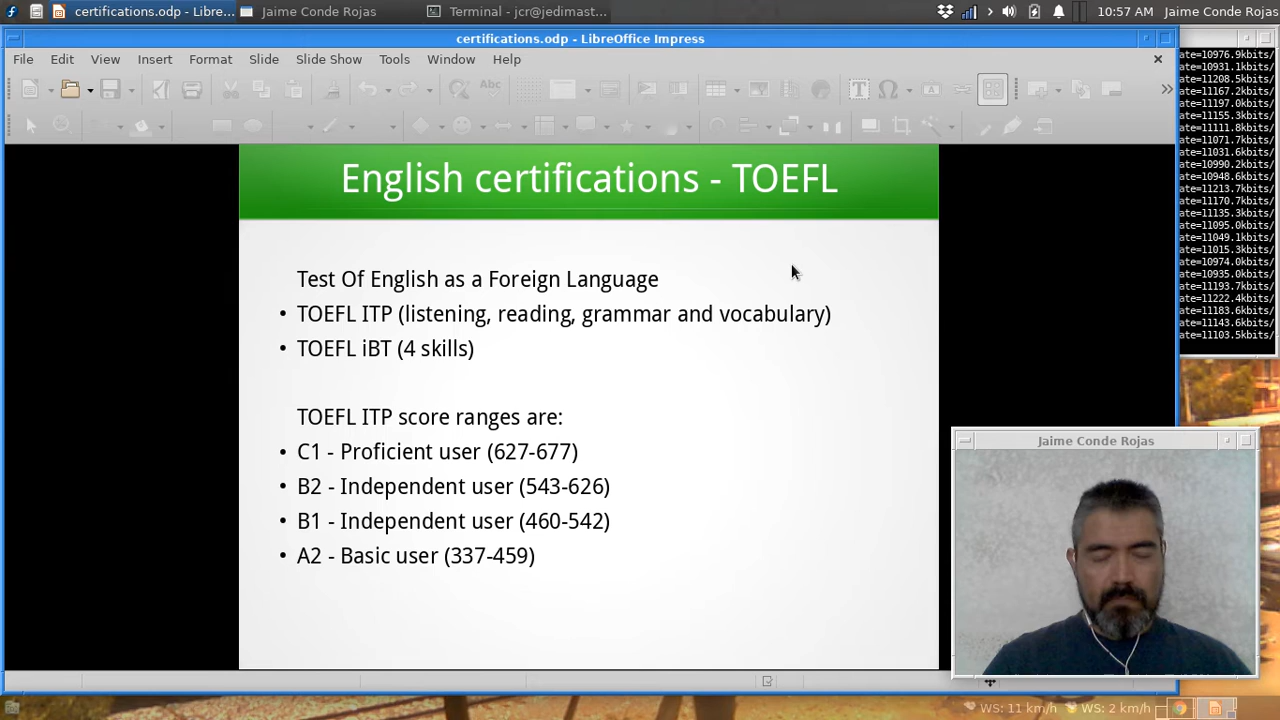 certifications.odp - Libre...
Jaime Conde Rojas
Terminal - jcr@jedimast...
10:57 AM
Jaime Conde Rojas
certifications.odp - LibreOffice Impress
File Edit View Insert Format Slide Slide Show Tools Window Help
Abc
English certifications - TOEFL
Test Of English as a Foreign Language
• TOEFL ITP (listening, reading, grammar and vocabulary)
• TOEFL iBT (4 skills)
TOEFL ITP score ranges are:
• C1 - Proficient user (627-677)
• B2 - Independent user (543-626)
• B1 - Independent user (460-542)
• A2 - Basic user (337-459)
ate=10976.9kbits/
ate=10931.1kbits/
ate=11208.5kbits/
ate=11167.2kbits/
ate=11197.0kbits/
ate=11155.3kbits/
ate=11111.8kbits/
ate=11071.7kbits/
ate=11031.6kbits/
ate=10990.2kbits/
ate=10948.6kbits/
ate=11213.7kbits/
ate=11170.7kbits/
ate=11135.3kbits/
ate=11095.0kbits/
ate=11049.1kbits/
ate=11015.3kbits/
ate=10974.0kbits/
ate=10935.0kbits/
ate=11193.7kbits/
ate=11222.4kbits/
ate=11183.6kbits/
ate=11143.6kbits/
ate=11103.5kbits/
Jaime Conde Rojas
WS: 11 km/h
WS: 2 km/h